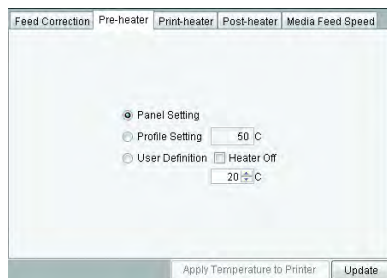 Feed Correction Pre-heater Print-heater Post-heater Media Feed Speed
Panel Setting
Profile Setting 50 C
User Definition Heater Off
20 C
Apply Temperature to Printer Update